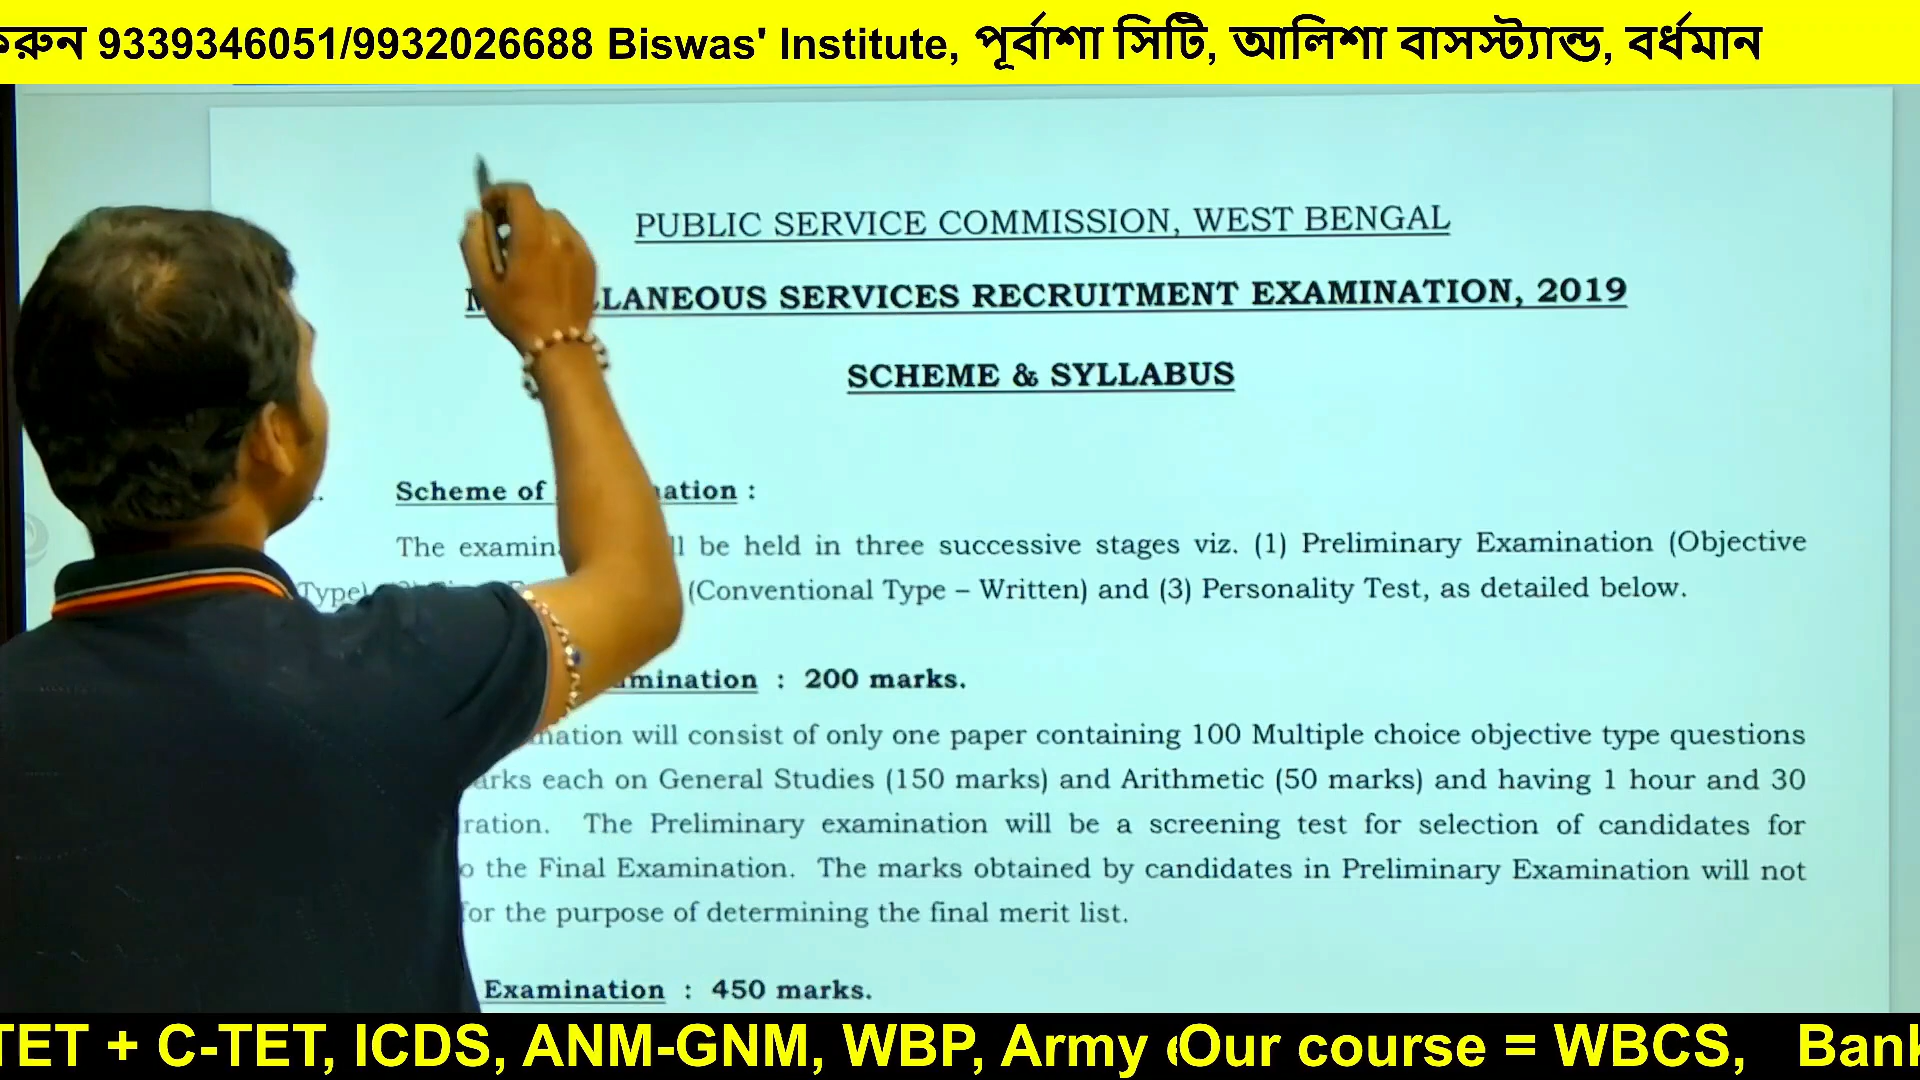 করুন 9339346051/9932026688 Biswas' Institute, পূর্বাশা সিটি, আলিশা বাসস্ট্যান্ড, বর্ধমান
PUBLIC SERVICE COMMISSION, WEST BENGAL
LANEOUS SERVICES RECRUITMENT EXAMINATION, 2019
SCHEME & SYLLABUS
Scheme of ation :
The examin l be held in three successive stages viz. (1) Preliminary Examination (Objective
Type) (Conventional Type – Written) and (3) Personality Test, as detailed below.
mination : 200 marks.
nation will consist of only one paper containing 100 Multiple choice objective type questions
arks each on General Studies (150 marks) and Arithmetic (50 marks) and having 1 hour and 30
ration. The Preliminary examination will be a screening test for selection of candidates for
o the Final Examination. The marks obtained by candidates in Preliminary Examination will not
for the purpose of determining the final merit list.
Examination : 450 marks.
TET + C-TET, ICDS, ANM-GNM, WBP, Army Our course = WBCS, Bank